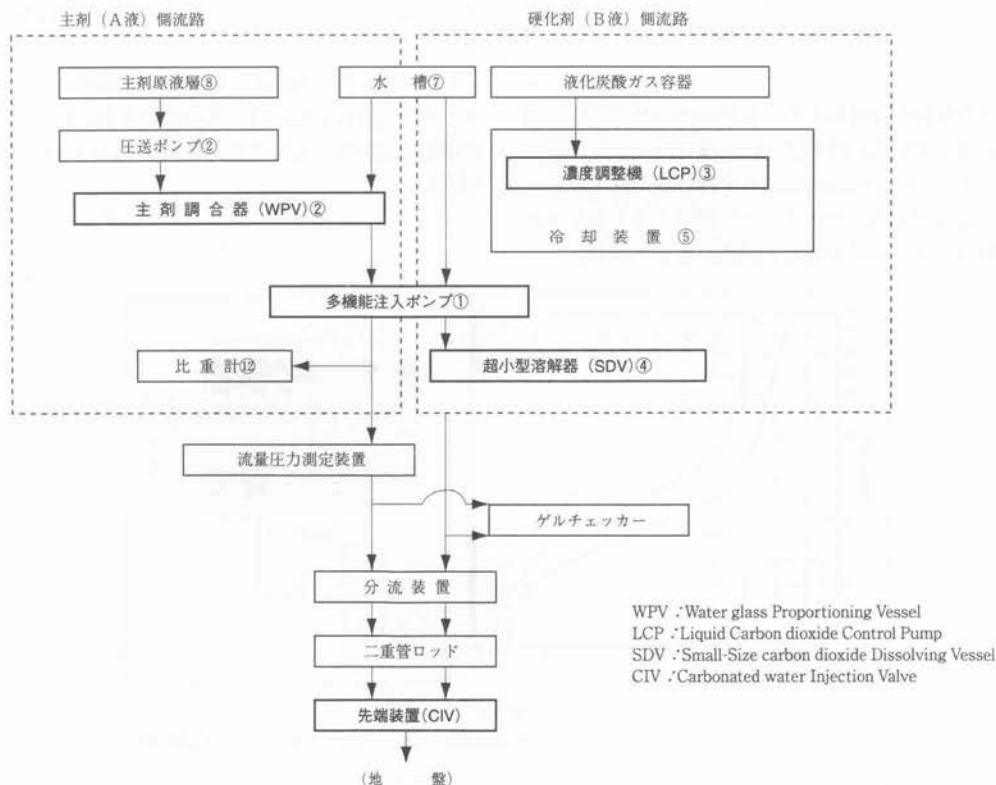 主剤(A液)側流路
硬化剤(B液)側流路
主剤原液層⑧
水 槽⑦
液化炭酸ガス容器
圧送ポンプ②
濃度調整機(LCP)③
主剤調合器(WPV)②
冷却装置⑤
多機能注入ポンプ①
比重計⑫
超小型溶解器(SDV)④
流量圧力測定装置
ゲルチェッカー
分流装置
二重管ロッド
先端装置(CIV)
(地 盤)
WPV :Water glass Proportioning Vessel
LCP :Liquid Carbon dioxide Control Pump
SDV :Small-Size carbon dioxide Dissolving Vessel
CIV :Carbonated water Injection Valve